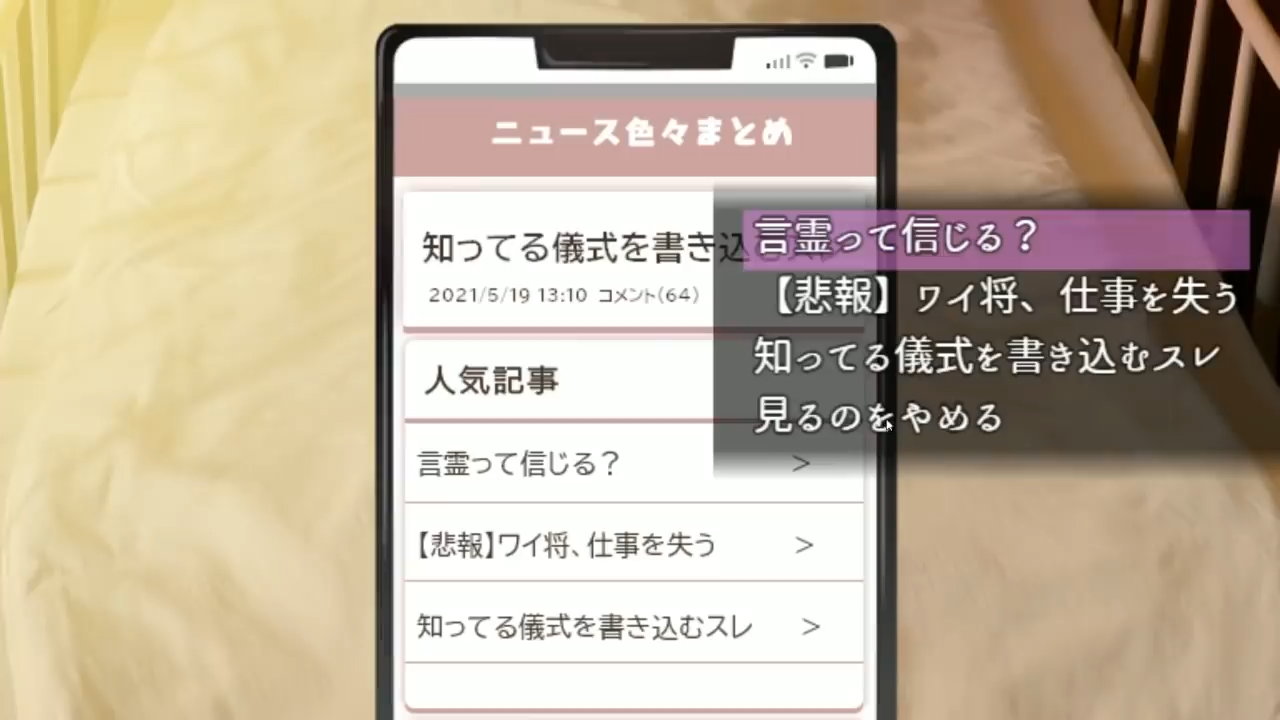 ニュース色々まとめ
知ってる儀式を書き込
2021/5/19 13:10 コメント(64)
人気記事
言霊って信じる？ >
【悲報】ワイ将、仕事を失う >
知ってる儀式を書き込むスレ >
言霊って信じる？
【悲報】ワイ将、仕事を失う
知ってる儀式を書き込むスレ
見るのをやめる